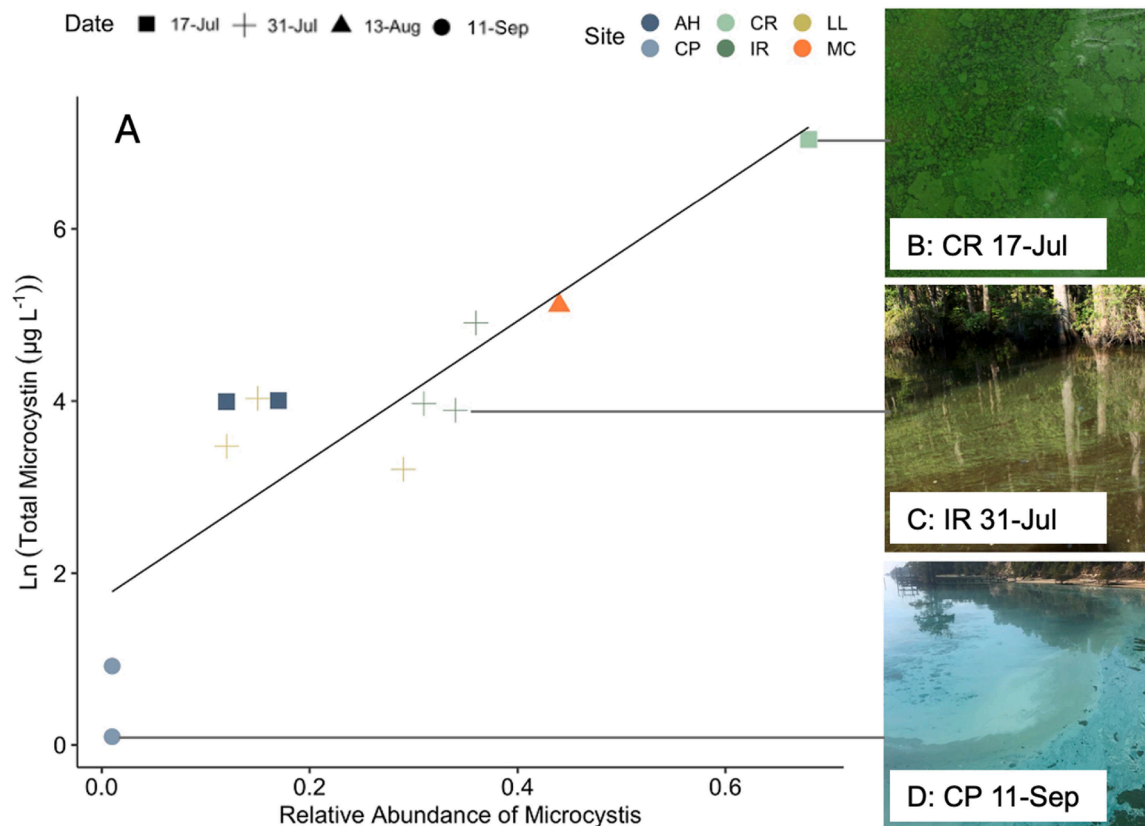 Date 17-Jul 31-Jul 13-Aug 11-Sep
Site AH CR LL
CP IR MC
A
6
4
2
0
Ln (Total Microcystin (µg L⁻¹))
0.0 0.2 0.4 0.6
Relative Abundance of Microcystis
B: CR 17-Jul
C: IR 31-Jul
D: CP 11-Sep